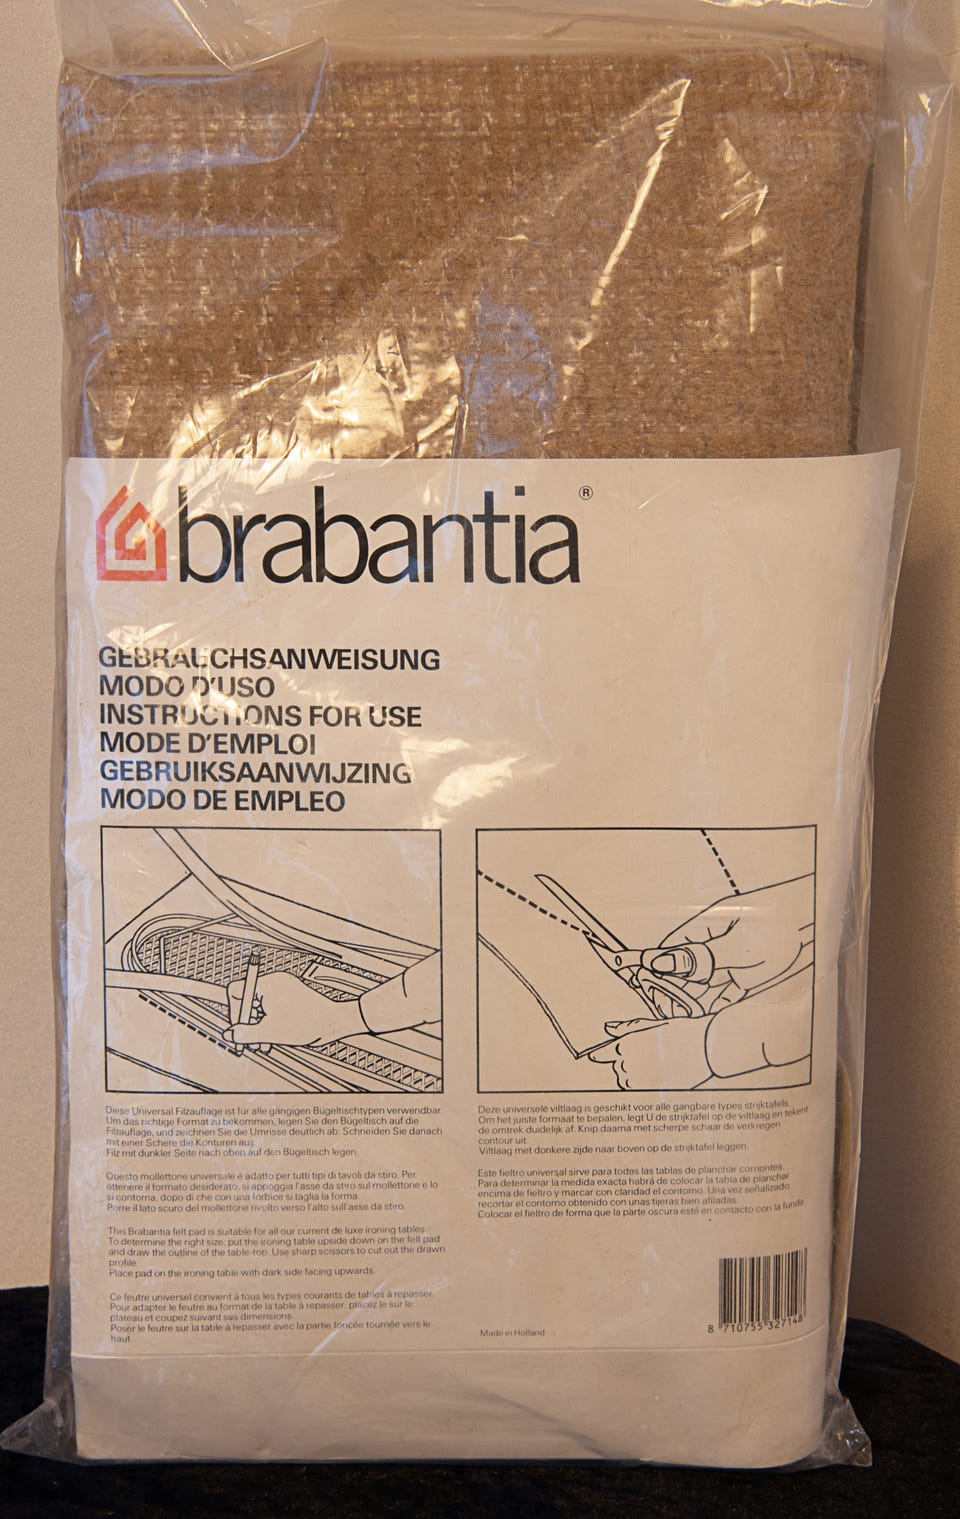 brabantia®
GEBRAUCHSANWEISUNG
MODO D'USO
INSTRUCTIONS FOR USE
MODE D'EMPLOI
GEBRUIKSAANWIJZING
MODO DE EMPLEO
Diese Universal Filzauflage ist für alle gängigen Bügeltischtypen verwendbar.
Um das richtige Format zu bekommen, legen Sie den Bügeltisch auf die
Filzauflage, und zeichnen Sie die Umrisse deutlich ab. Schneiden Sie danach
mit einer Schere die Konturen aus.
Filz mit dunkler Seite nach oben auf den Bügeltisch legen.
Questo mollettone universale è adatto per tutti tipi di tavoli da stiro. Per
ottenere il formato desiderato, si appoggia l'asse da stiro sul mollettone e lo
si contorna, dopo di che con una forbice si taglia la forma.
Porre il lato scuro del mollettone rivolto verso l'alto sull'asse da stiro.
This Brabantia felt pad is suitable for all our current de luxe ironing tables.
To determine the right size, put the ironing table upside down on the felt pad
and draw the outline of the table-top. Use sharp scissors to cut out the drawn
profile.
Place pad on the ironing table with dark side facing upwards.
Ce feutre universel convient à tous les types courants de tables à repasser.
Pour adapter le feutre au format de la table à repasser, placez le sur le
plateau et coupez suivant ses dimensions.
Poser le feutre sur la table à repasser avec la partie foncée tournée vers le
haut.
Deze universele viltlaag is geschikt voor alle gangbare types strijktafels.
Om het juiste formaat te bepalen, legt U de strijktafel op de viltlaag en tekent
de omtrek duidelijk af. Knip daarna met scherpe schaar de verkregen
contour uit.
Viltlaag met donkere zijde naar boven op de strijktafel leggen.
Este fieltro universal sirve para todas las tablas de planchar corrientes.
Para determinar la medida exacta habrá de colocar la tabla de planchar
encima de fieltro y marcar con claridad el contorno. Una vez señalizado,
recortar el contorno obtenido con unas tijeras bien afiladas.
Colocar el fieltro de forma que la parte oscura esté en contacto con la funda.
Made in Holland
8 710755 327148